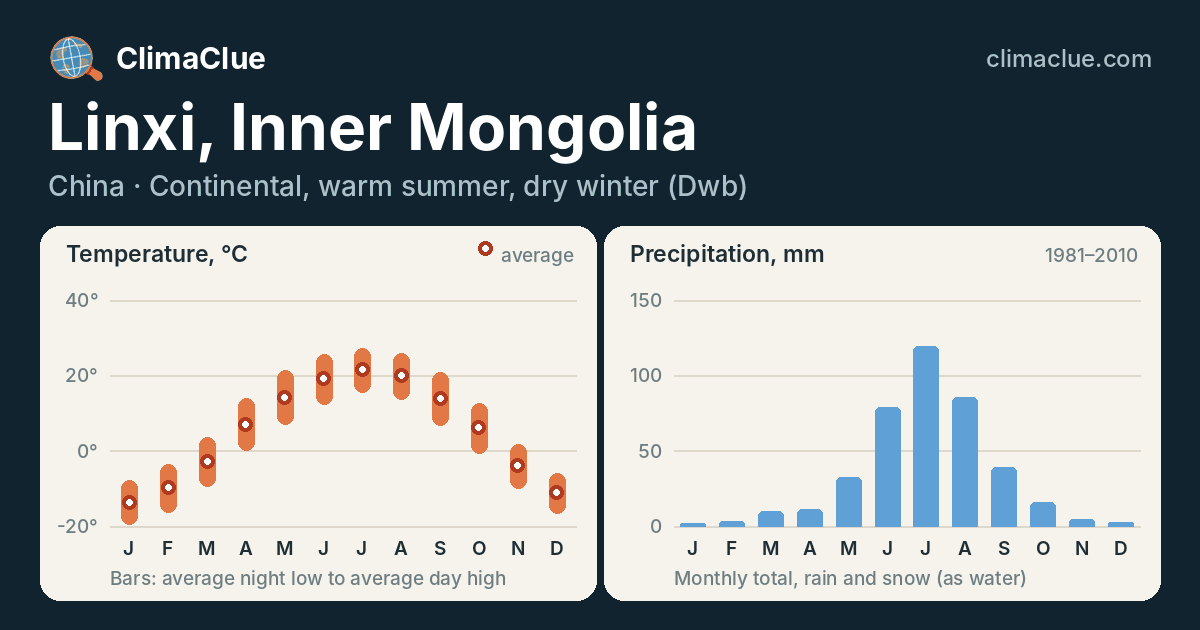 ClimaClue
climaclue.com
Linxi, Inner Mongolia
China · Continental, warm summer, dry winter (Dwb)
Temperature, °C
average
40°
20°
0°
-20°
J F M A M J J A S O N D
Bars: average night low to average day high
Precipitation, mm
1981–2010
150
100
50
0
J F M A M J J A S O N D
Monthly total, rain and snow (as water)